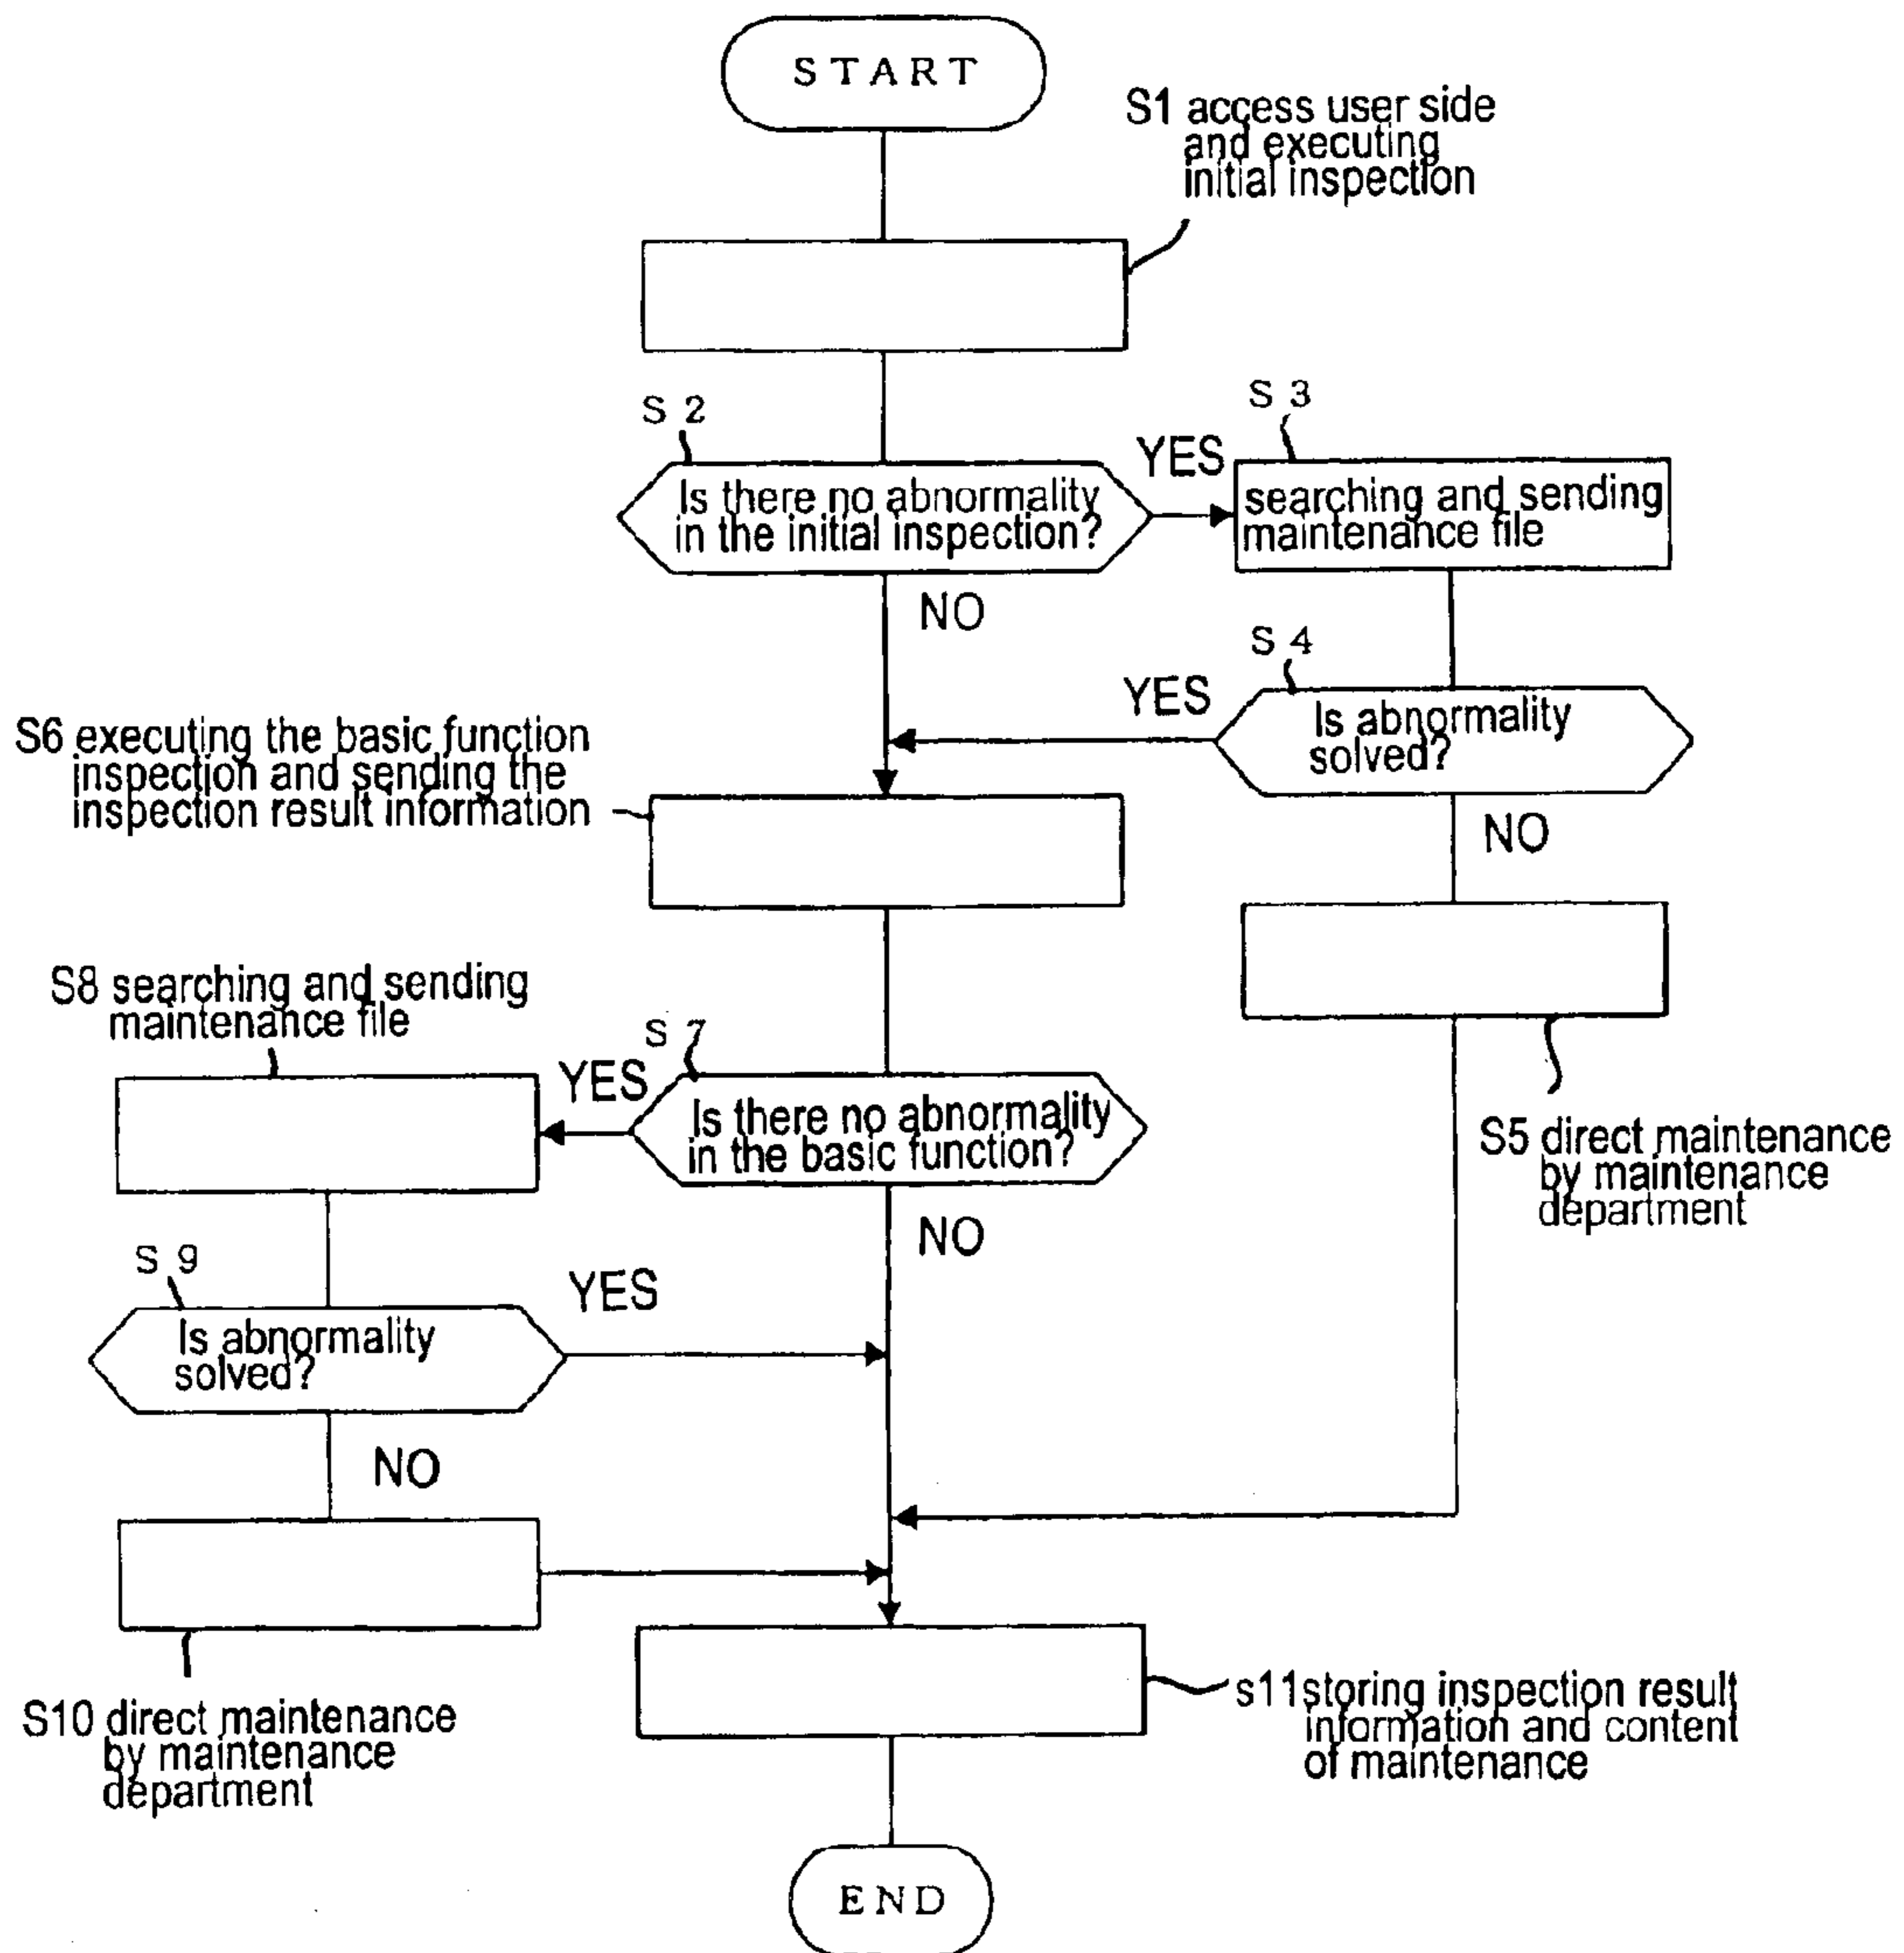 START
S1 access user side
and executing
initial inspection
S 2
YES
S 3
Is there no abnormality
in the initial inspection?
searching and sending
maintenance file
NO
S 4
YES
Is abnormality
solved?
NO
S6 executing the basic function
inspection and sending the
inspection result information
S8 searching and sending
maintenance file
S 7
YES
Is there no abnormality
in the basic function?
S5 direct maintenance
by maintenance
department
NO
S 9
YES
Is abnormality
solved?
NO
S10 direct maintenance
by maintenance
department
s11storing inspection result
information and content
of maintenance
END